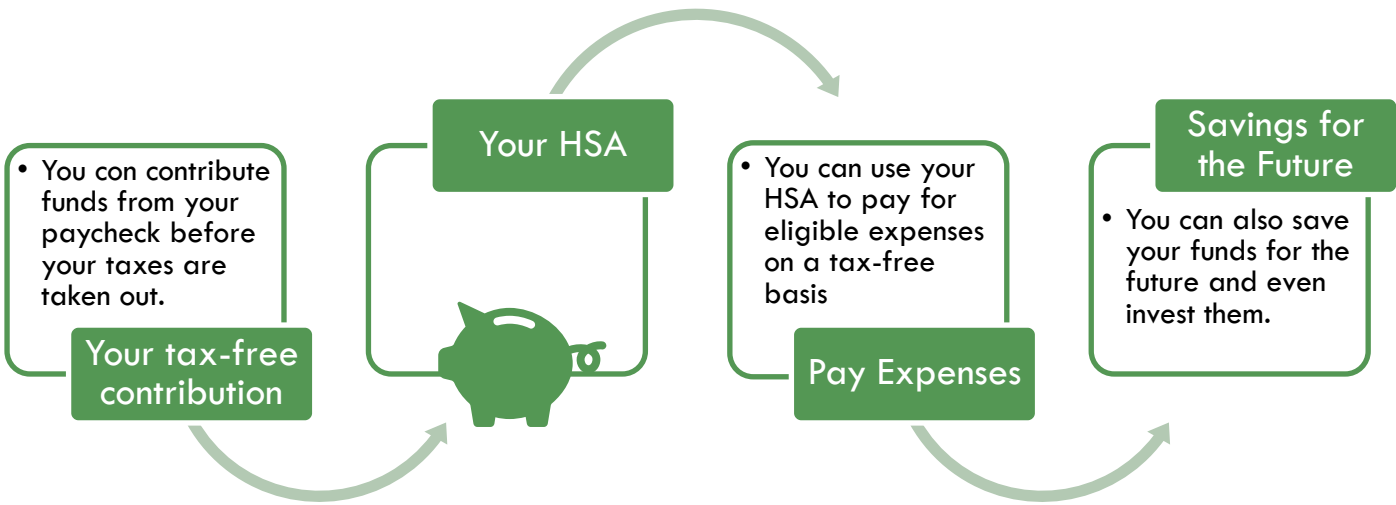 • You con contribute
funds from your
paycheck before
your taxes are
taken out.
Your tax-free
contribution
Your HSA
• You can use your
HSA to pay for
eligible expenses
on a tax-free
basis
Pay Expenses
Savings for
the Future
• You can also save
your funds for the
future and even
invest them.